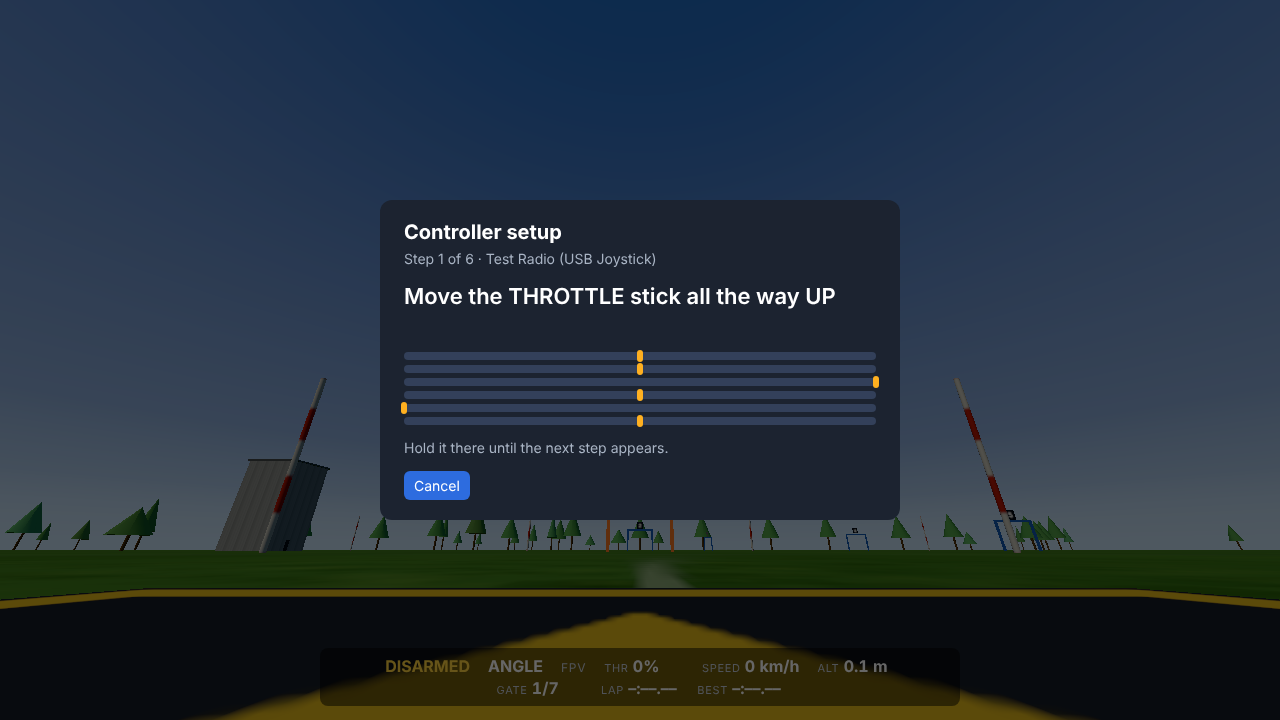 Controller setup
Step 1 of 6 · Test Radio (USB Joystick)
Move the THROTTLE stick all the way UP
Hold it there until the next step appears.
Cancel
DISARMED ANGLE FPV THR 0% SPEED 0 km/h ALT 0.1 m
GATE 1/7 LAP –:––.–– BEST –:––.––